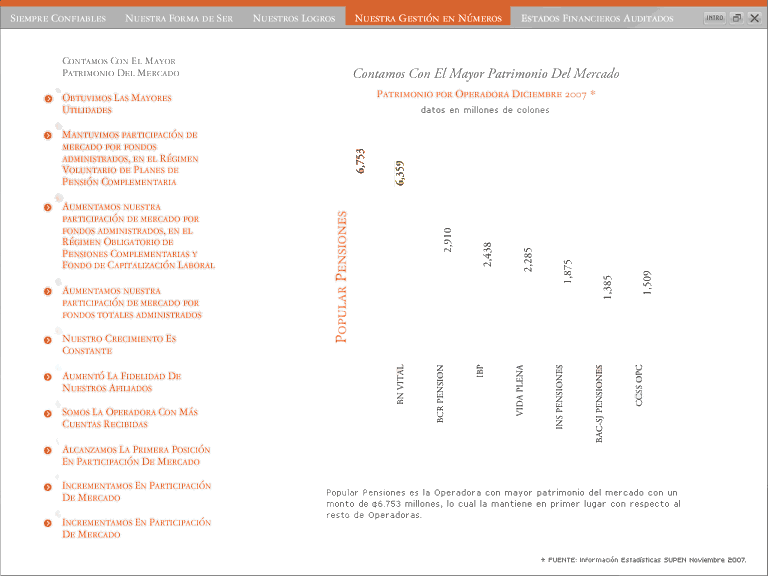 Siempre Confiables
Nuestra Forma de Ser
Nuestros Logros
Nuestra Gestión en Números
Estados Financieros Auditados
INTRO
Contamos Con El Mayor
Patrimonio Del Mercado
Obtuvimos Las Mayores
Utilidades
Mantuvimos participación de
mercado por fondos
administrados, en el Régimen
Voluntario de Planes de
Pensión Complementaria
Aumentamos nuestra
participación de mercado por
fondos administrados, en el
Régimen Obligatorio de
Pensiones Complementarias y
Fondo de Capitalización Laboral
Aumentamos nuestra
participación de mercado por
fondos totales administrados
Nuestro Crecimiento Es
Constante
Aumentó La Fidelidad De
Nuestros Afiliados
Somos La Operadora Con Más
Cuentas Recibidas
Alcanzamos La Primera Posición
En Participación De Mercado
Incrementamos En Participación
De Mercado
Incrementamos En Participación
De Mercado
Contamos Con El Mayor Patrimonio Del Mercado
Patrimonio por Operadora Diciembre 2007 *
datos en millones de colones
6,753
6,359
2,910
2,438
2,285
1,875
1,385
1,509
Popular Pensiones
BN VITAL
BCR PENSION
IBP
VIDA PLENA
INS PENSIONES
BAC-SJ PENSIONES
CCSS OPC
Popular Pensiones es la Operadora con mayor patrimonio del mercado con un
monto de ¢6.753 millones, lo cual la mantiene en primer lugar con respecto al
resto de Operadoras.
* FUENTE: Información Estadísticas SUPEN Noviembre 2007.